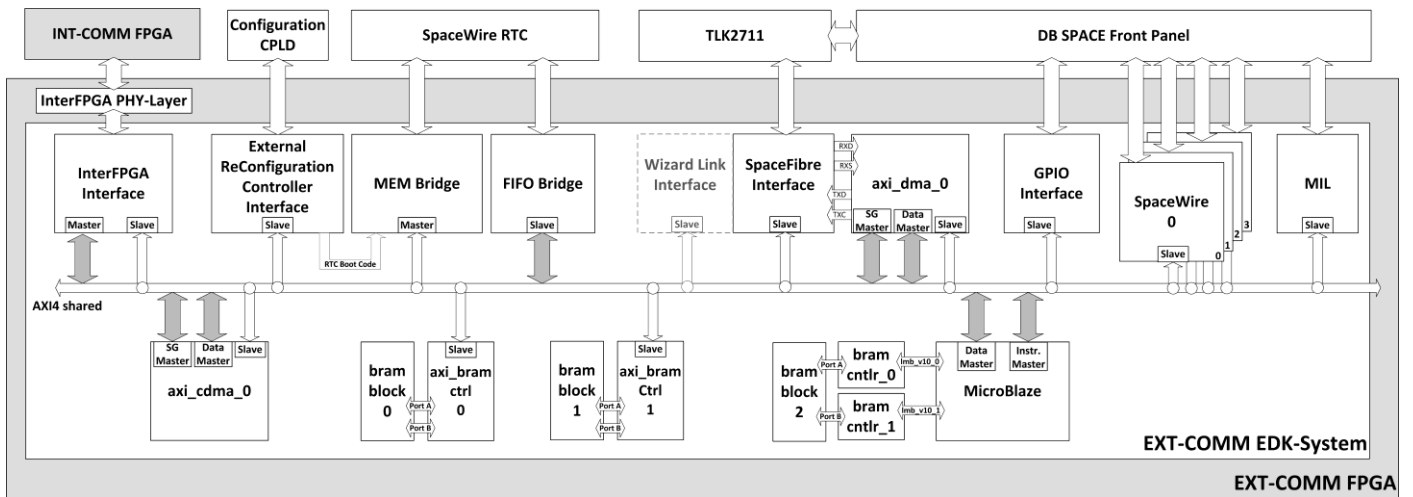 INT-COMM FPGA
Configuration
CPLD
SpaceWire RTC
TLK2711
DB SPACE Front Panel
InterFPGA PHY-Layer
InterFPGA
Interface
Master
Slave
External
ReConfiguration
Controller
Interface
Slave
RTC Boot Code
MEM Bridge
Master
FIFO Bridge
Slave
Wizard Link
Interface
Slave
SpaceFibre
Interface
Slave
RXD
RXS
TXD
TXC
axi_dma_0
SG
Master
Data
Master
Slave
GPIO
Interface
Slave
SpaceWire
0
Slave
0
1
2
3
MIL
Slave
AXI4 shared
SG
Master
Data
Master
Slave
axi_cdma_0
bram
block
0
Port A
Port B
Slave
axi_bram
ctrl
0
bram
block
1
Port A
Port B
Slave
axi_bram
Ctrl
1
bram
block
2
Port A
Port B
bram
cntlr_0
bram
cntlr_1
lmb_v10_0
lmb_v10_1
Data
Master
Instr.
Master
MicroBlaze
EXT-COMM EDK-System
EXT-COMM FPGA